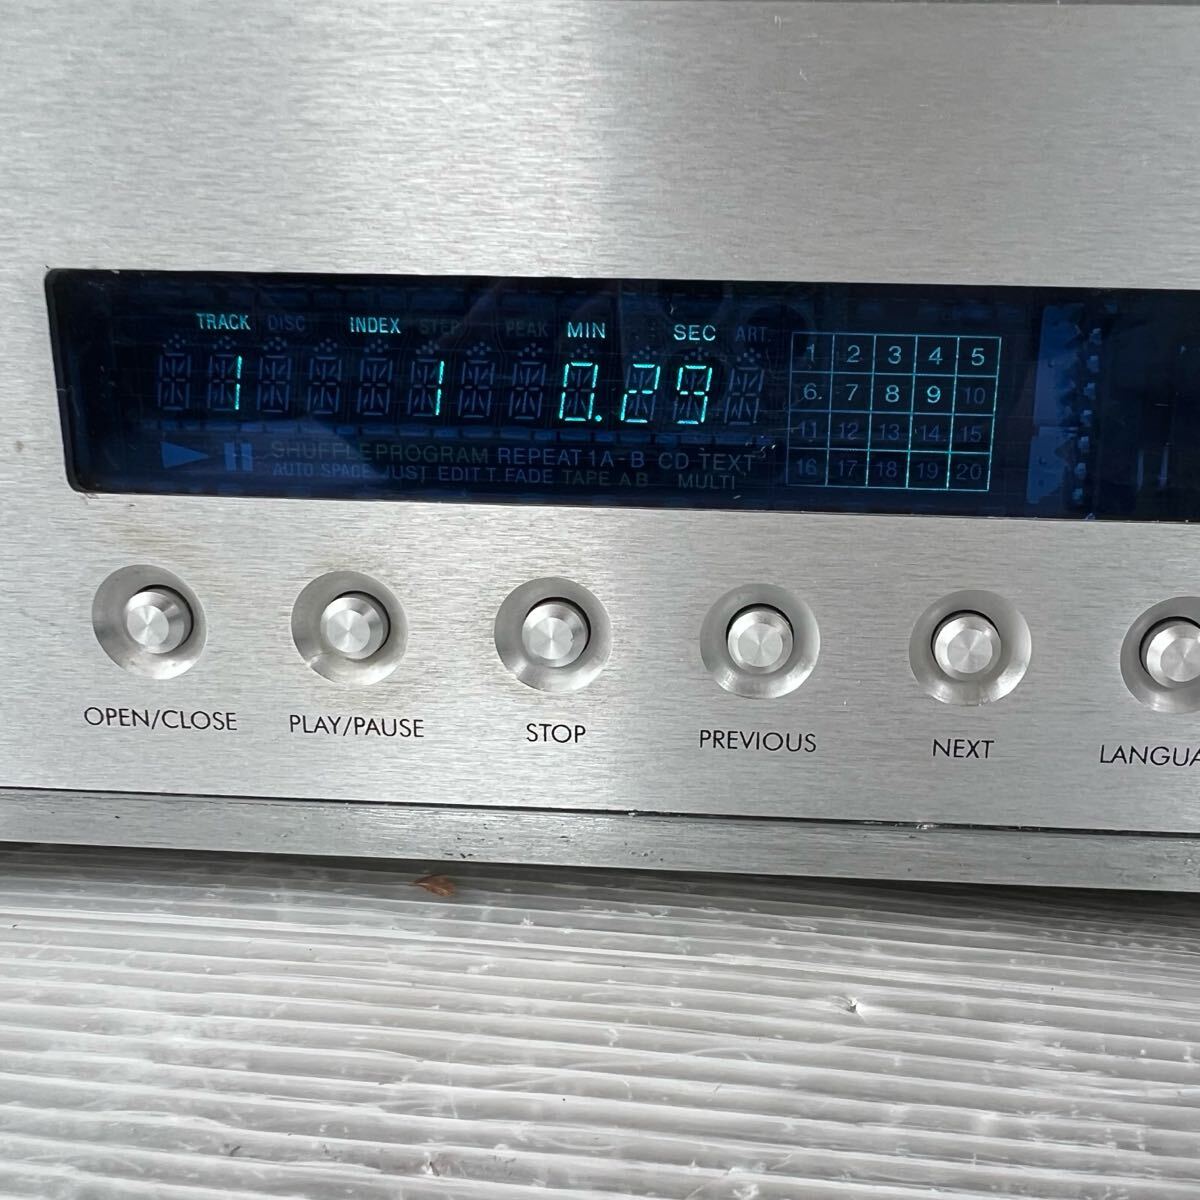 TRACK DISC INDEX STEP PEAK MIN SEC ART.
1 1 0.29
1 2 3 4 5
6 7 8 9 10
11 12 13 14 15
16 17 18 19 20
SHUFFLE PROGRAM REPEAT 1 A-B CD TEXT
AUTO SPACE JUST EDIT T. FADE TAPE A B MULTI
OPEN/CLOSE PLAY/PAUSE STOP PREVIOUS NEXT LANGUA